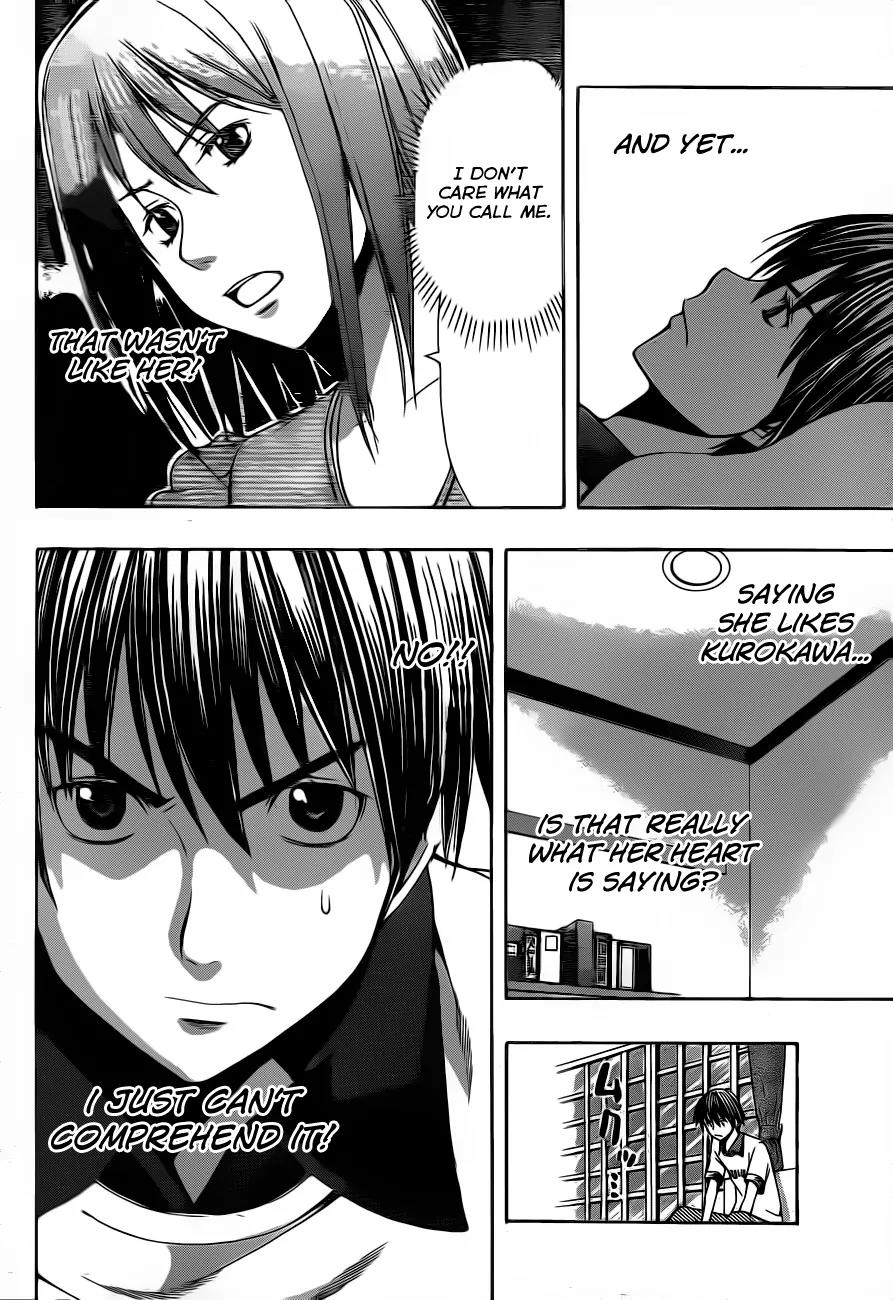 AND YET...
I DON'T
CARE WHAT
YOU CALL ME.
THAT WASN'T
LIKE HER!
SAYING
SHE LIKES
KUROKAWA...
IS THAT REALLY
WHAT HER HEART
IS SAYING?
ムク…
NO!!
I JUST CAN'T
COMPREHEND IT!